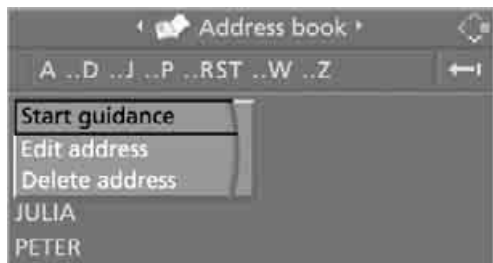 Address book
A ..D ..J ..P ..RST ..W ..Z
Start guidance
Edit address
Delete address
JULIA
PETER